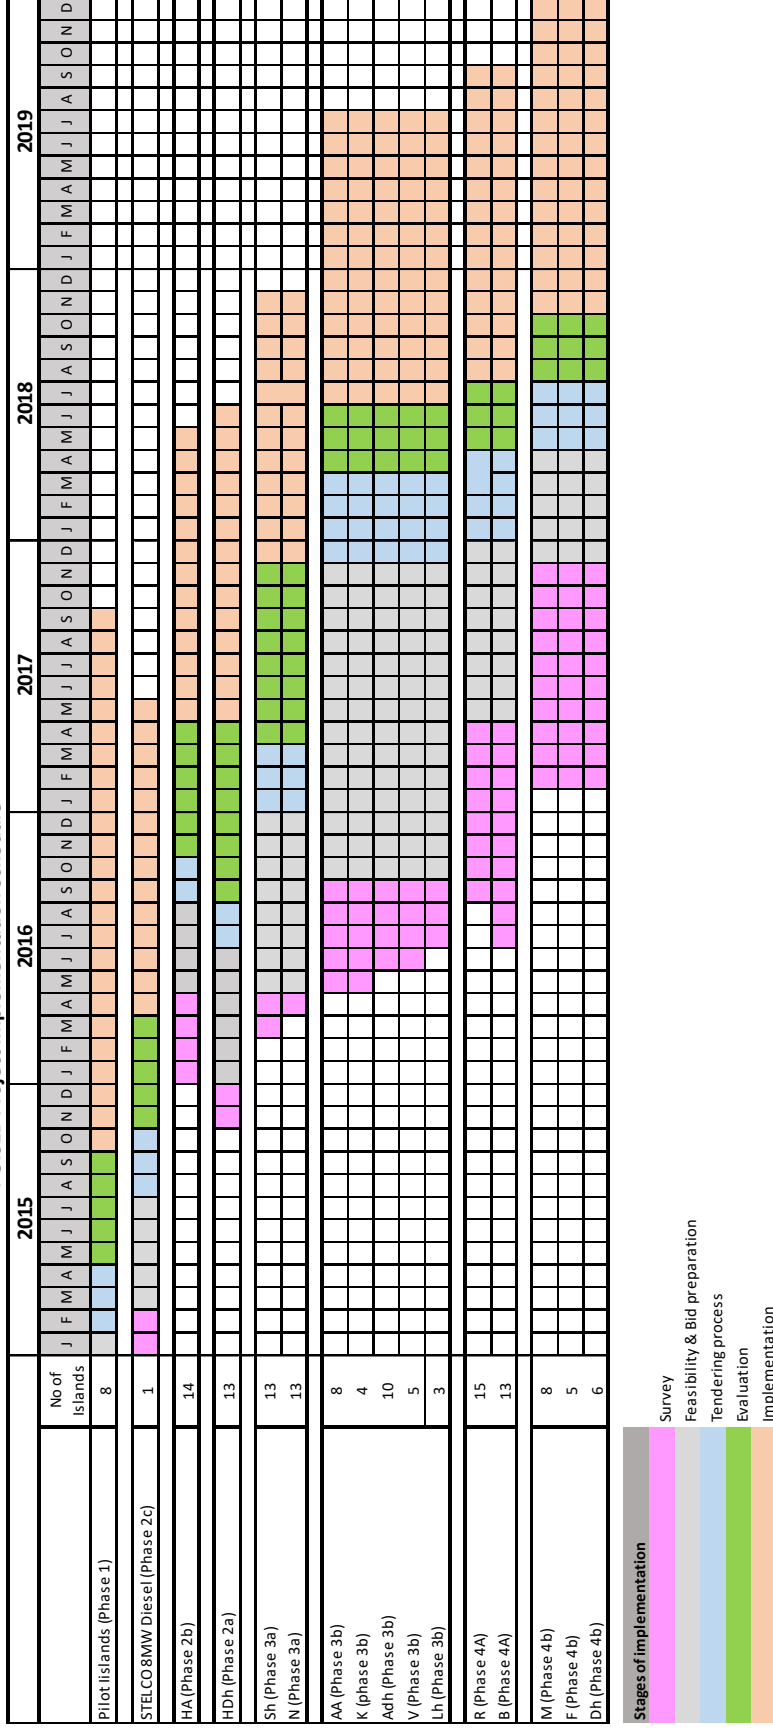 2015 2016 2017 2018 2019
No of
Islands J F M A M J J A S O N D J F M A M J J A S O N D J F M A M J J A S O N D J F M A M J J A S O N D J F M A M J J A S O N D
Pilot Iislands (Phase 1) 8
STELCO 8MW Diesel (Phase 2c) 1
HA (Phase 2b) 14
HDh (Phase 2a) 13
Sh (Phase 3a) 13
N (Phase 3a) 13
AA (Phase 3b) 8
K (phase 3b) 4
Adh (Phase 3b) 10
V (Phase 3b) 5
Lh (Phase 3b) 3
R (Phase 4A) 15
B (Phase 4A) 13
M (Phase 4b) 8
F (Phase 4b) 5
Dh (Phase 4b) 6
Stages of implementation
Survey
Feasibility & Bid preparation
Tendering process
Evaluation
Implementation